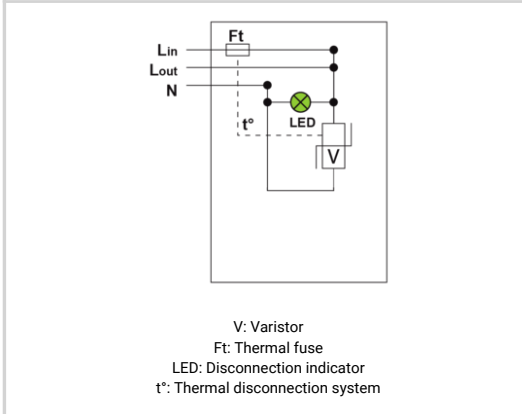 Ft
Lin
Lout
N
LED
t°
V
V: Varistor
Ft: Thermal fuse
LED: Disconnection indicator
t°: Thermal disconnection system